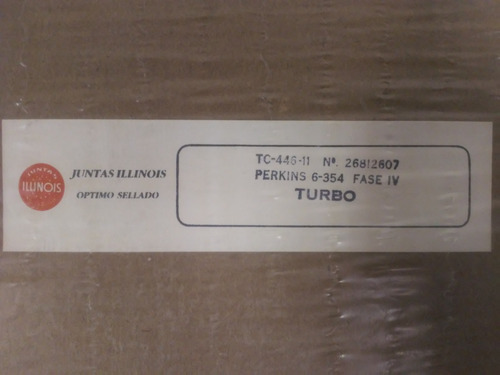 JUNTAS
ILLINOIS
JUNTAS ILLINOIS
OPTIMO SELLADO
TC-446-11 Nº. 26812607
PERKINS 6-354 FASE IV
TURBO